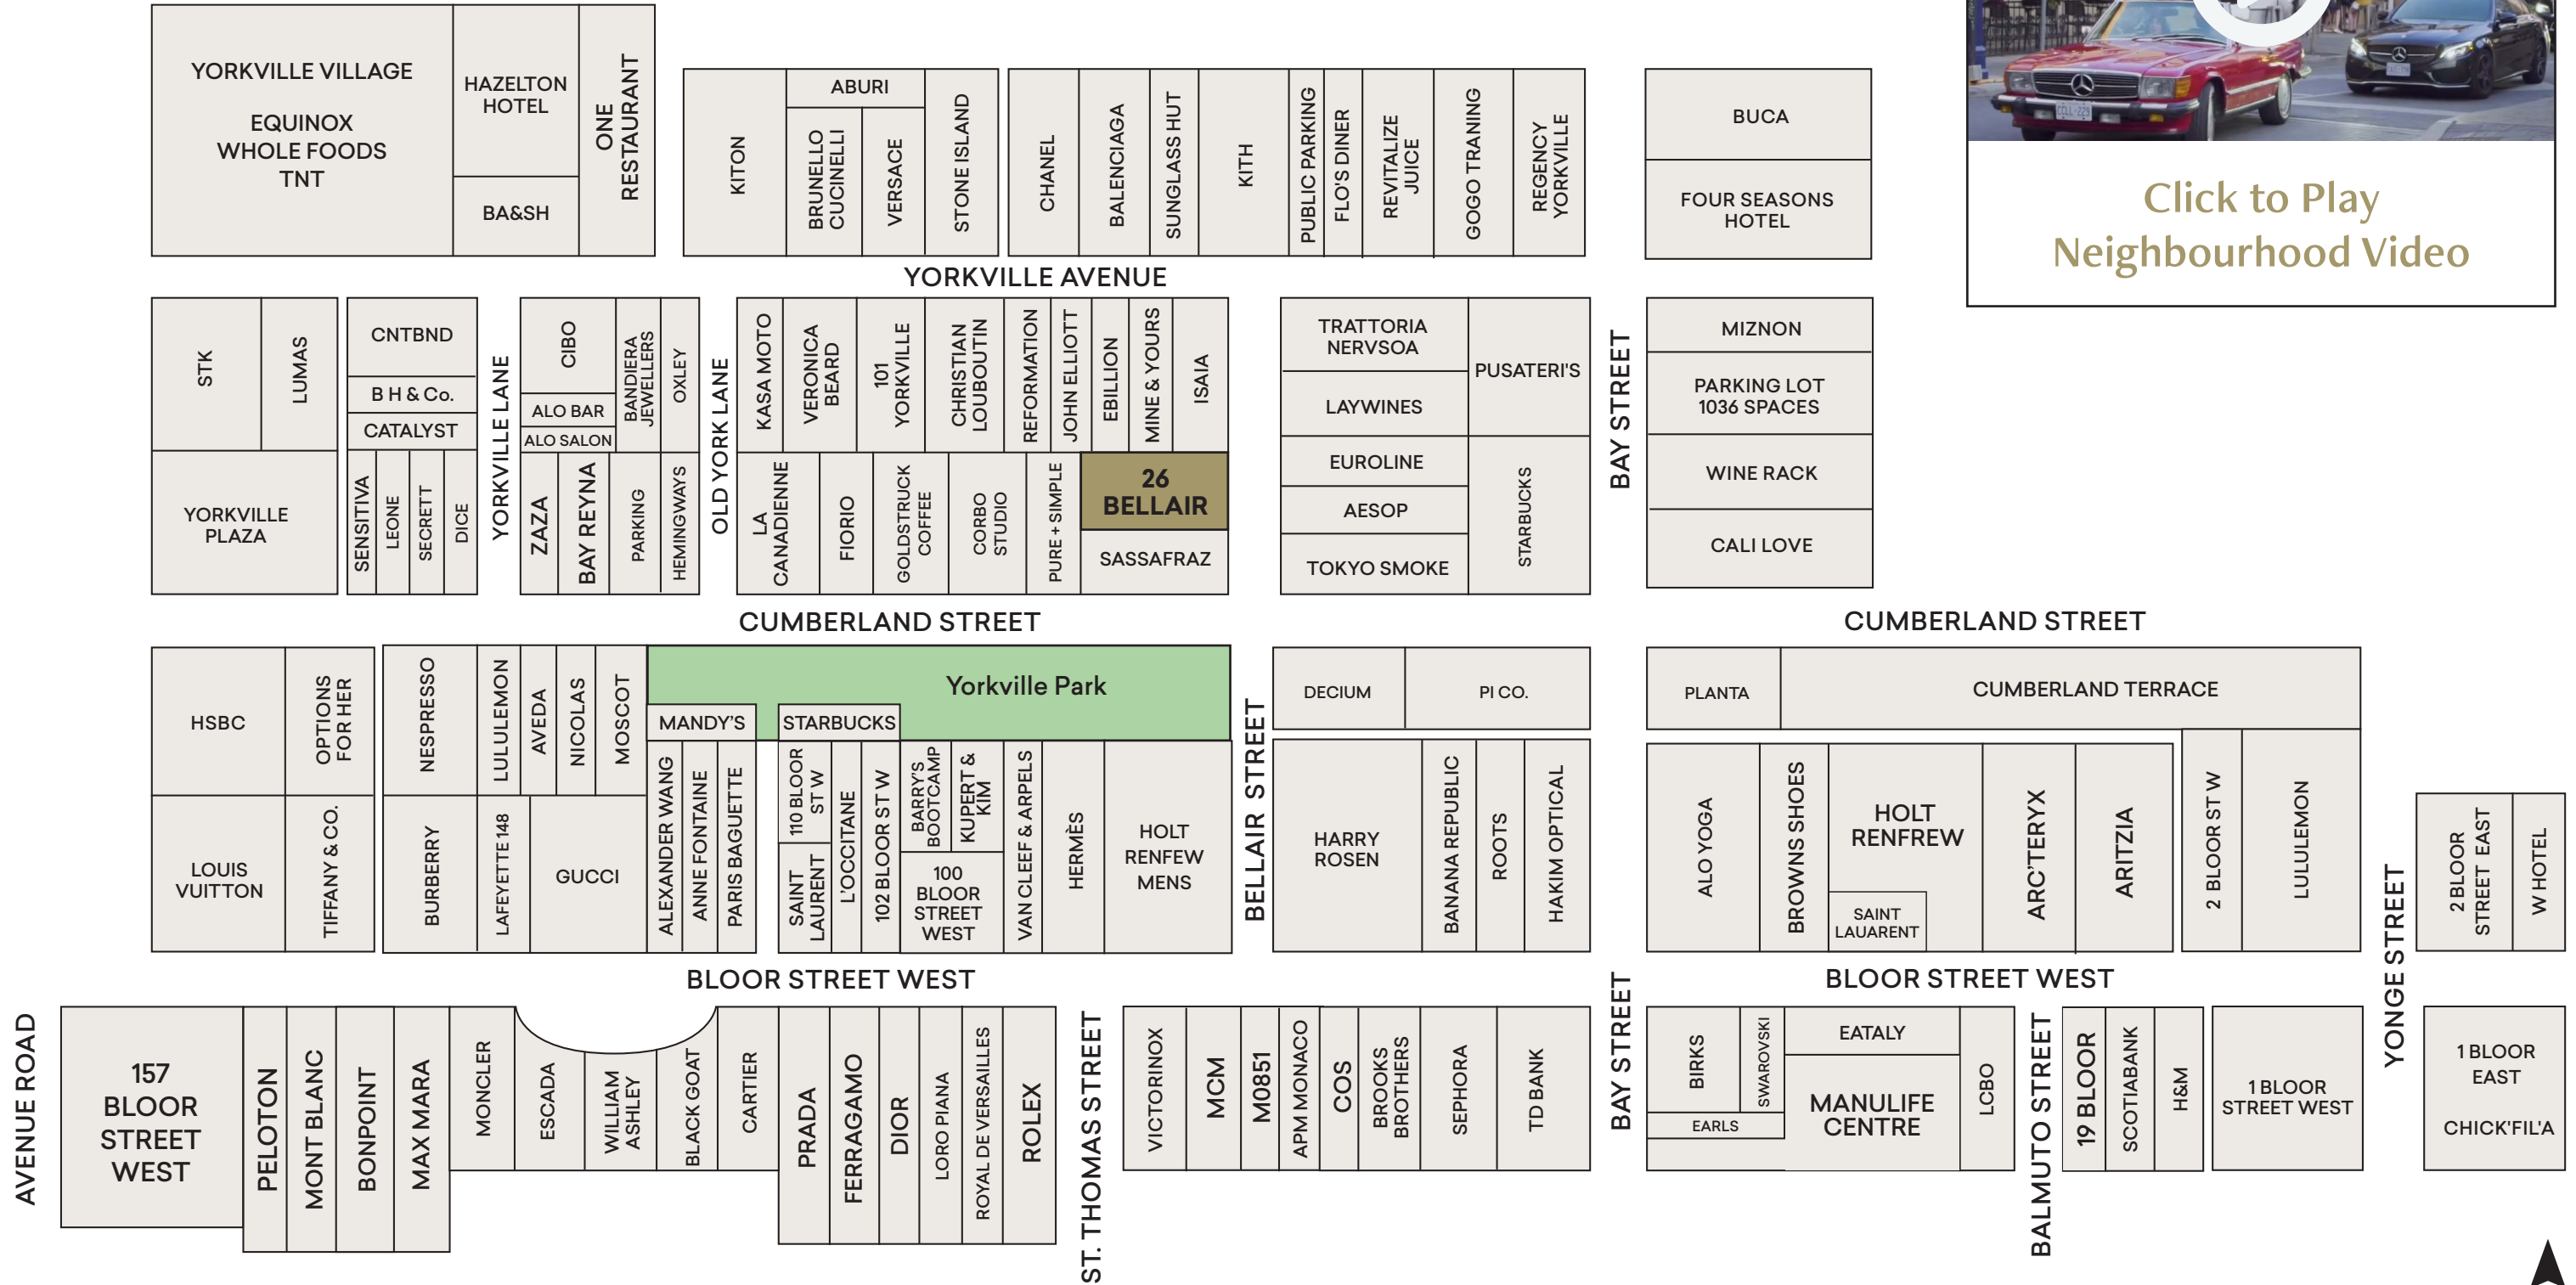 YORKVILLE VILLAGE
EQUINOX
WHOLE FOODS
TNT
HAZELTON
HOTEL
BA&SH
ONE
RESTAURANT
KITON
ABURI
BRUNELLO
CUCINELLI
VERSACE
STONE ISLAND
CHANEL
BALENCIAGA
SUNGLASS HUT
KITH
PUBLIC PARKING
FLO'S DINER
REVITALIZE
JUICE
GOGO TRANING
REGENCY
YORKVILLE
BUCA
FOUR SEASONS
HOTEL
Click to Play
Neighbourhood Video
YORKVILLE AVENUE
STK
LUMAS
YORKVILLE
PLAZA
CNTBND
B H & Co.
CATALYST
SENSITIVA
LEONE
SECRETT
DICE
YORKVILLE LANE
CIBO
ALO BAR
ALO SALON
BANDIERA
JEWELLERS
OXLEY
ZAZA
BAY REYNA
PARKING
HEMINGWAYS
OLD YORK LANE
KASA MOTO
VERONICA
BEARD
101
YORKVILLE
CHRISTIAN
LOUBOUTIN
REFORMATION
JOHN ELLIOTT
EBILLION
MINE & YOURS
ISAIA
LA
CANADIENNE
FIORIO
GOLDSTRUCK
COFFEE
CORBO
STUDIO
PURE + SIMPLE
26
BELLAIR
SASSAFRAZ
TRATTORIA
NERVSOA
LAYWINES
EUROLINE
AESOP
TOKYO SMOKE
PUSATERI'S
STARBUCKS
BAY STREET
MIZNON
PARKING LOT
1036 SPACES
WINE RACK
CALI LOVE
CUMBERLAND STREET
CUMBERLAND STREET
HSBC
OPTIONS
FOR HER
LOUIS
VUITTON
TIFFANY & CO.
NESPRESSO
LULULEMON
AVEDA
NICOLAS
MOSCOT
BURBERRY
LAFEYETTE 148
GUCCI
Yorkville Park
MANDY'S
STARBUCKS
ALEXANDER WANG
ANNE FONTAINE
PARIS BAGUETTE
110 BLOOR
ST W
SAINT
LAURENT
L'OCCITANE
102 BLOOR ST W
BARRY'S
BOOTCAMP
KUPERT &
KIM
100
BLOOR
STREET
WEST
VAN CLEEF & ARPELS
HERMÈS
HOLT
RENFEW
MENS
BELLAIR STREET
DECIUM
PI CO.
HARRY
ROSEN
BANANA REPUBLIC
ROOTS
HAKIM OPTICAL
PLANTA
CUMBERLAND TERRACE
ALO YOGA
BROWNS SHOES
HOLT
RENFREW
SAINT
LAUARENT
ARC'TERYX
ARITZIA
2 BLOOR ST W
LULULEMON
YONGE STREET
2 BLOOR
STREET EAST
W HOTEL
BLOOR STREET WEST
BLOOR STREET WEST
AVENUE ROAD
157
BLOOR
STREET
WEST
PELOTON
MONT BLANC
BONPOINT
MAX MARA
MONCLER
ESCADA
WILLIAM
ASHLEY
BLACK GOAT
CARTIER
PRADA
FERRAGAMO
DIOR
LORO PIANA
ROYAL DE VERSAILLES
ROLEX
ST. THOMAS STREET
VICTORINOX
MCM
M0851
APM MONACO
COS
BROOKS
BROTHERS
SEPHORA
TD BANK
BAY STREET
BIRKS
SWAROVSKI
EARLS
EATALY
MANULIFE
CENTRE
LCBO
BALMUTO STREET
19 BLOOR
SCOTIABANK
H&M
1 BLOOR
STREET WEST
1 BLOOR
EAST
CHICK'FIL'A